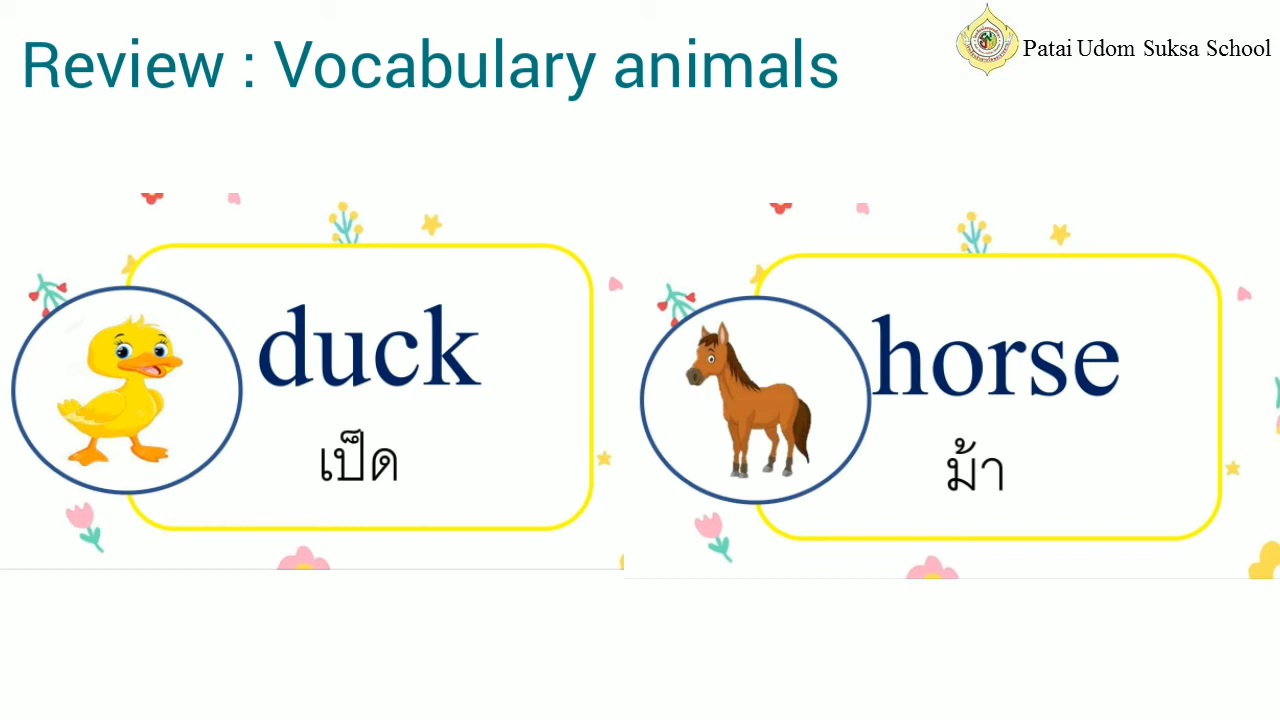 Review : Vocabulary animals
Patai Udom Suksa School
duck
เป็ด
horse
ม้า